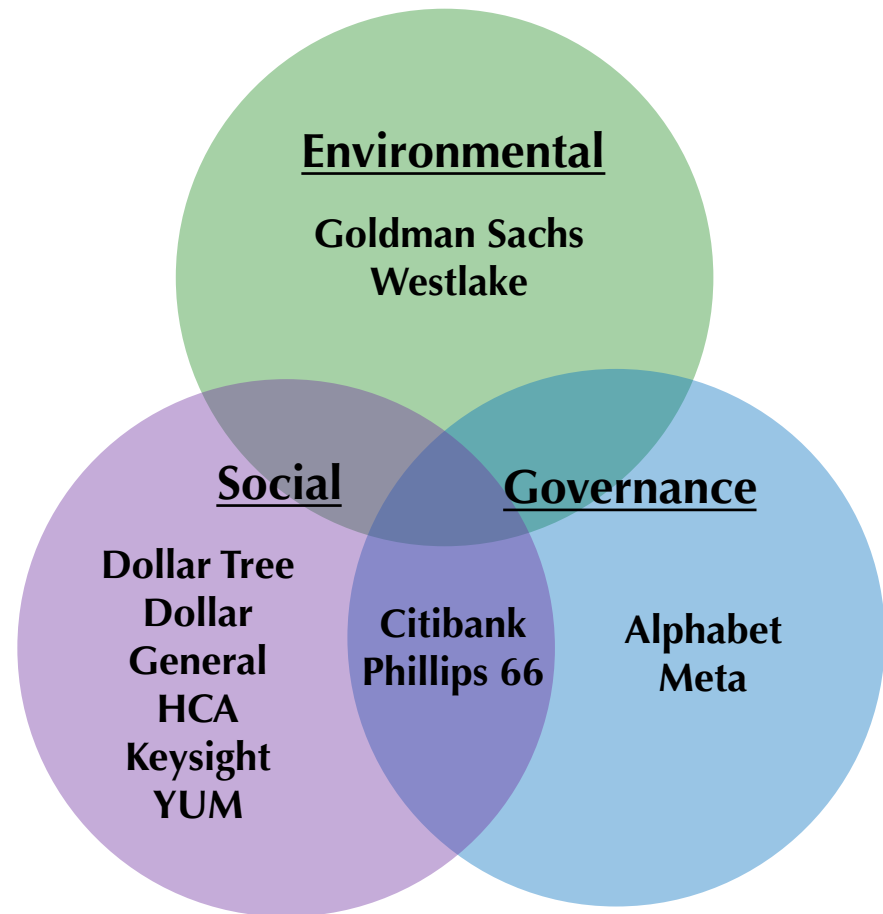 Environmental
Goldman Sachs
Westlake
Social
Dollar Tree
Dollar
General
HCA
Keysight
YUM
Citibank
Phillips 66
Governance
Alphabet
Meta